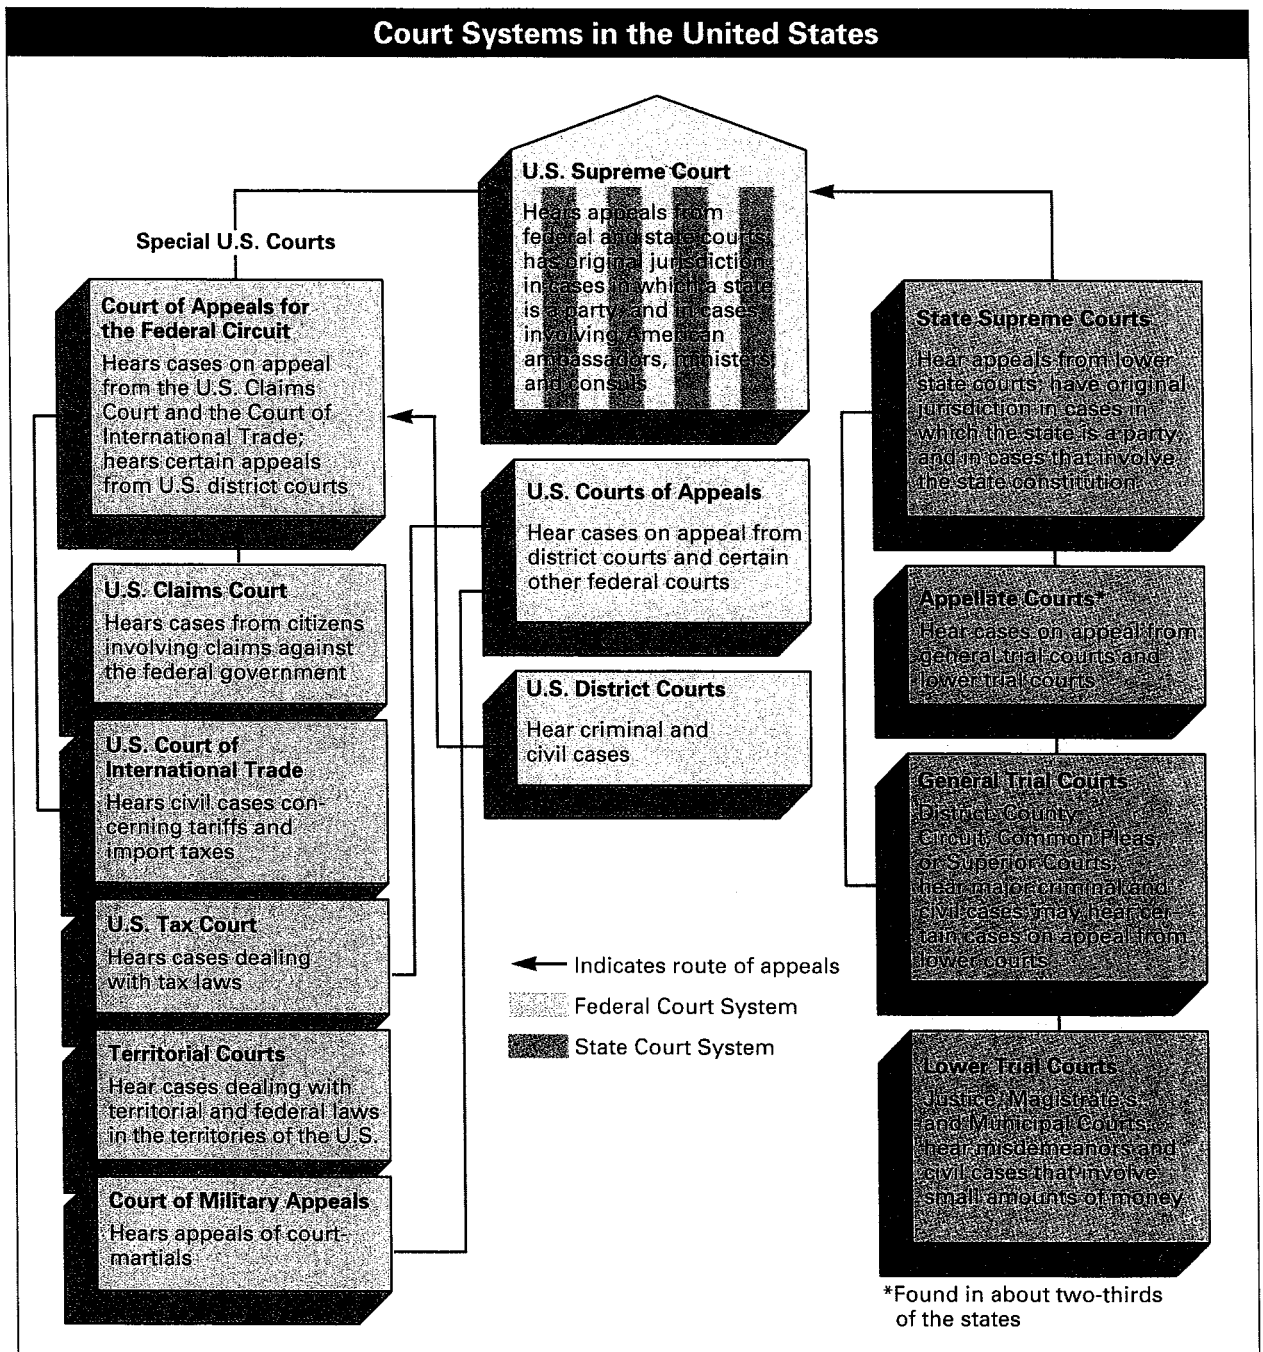 Court Systems in the United States
U.S. Supreme Court
Hears appeals from
federal and state courts;
has original jurisdiction
in cases in which a state
is a party, and in cases
involving American
ambassadors, ministers
and consuls
Special U.S. Courts
Court of Appeals for
the Federal Circuit
Hears cases on appeal
from the U.S. Claims
Court and the Court of
International Trade;
hears certain appeals
from U.S. district courts
U.S. Claims Court
Hears cases from citizens
involving claims against
the federal government
U.S. Court of
International Trade
Hears civil cases con-
cerning tariffs and
import taxes
U.S. Tax Court
Hears cases dealing
with tax laws
Territorial Courts
Hear cases dealing with
territorial and federal laws
in the territories of the U.S.
Court of Military Appeals
Hears appeals of court-
martials
U.S. Courts of Appeals
Hear cases on appeal from
district courts and certain
other federal courts
U.S. District Courts
Hear criminal and
civil cases
Indicates route of appeals
Federal Court System
State Court System
State Supreme Courts
Hear appeals from lower
state courts; have original
jurisdiction in cases in
which the state is a party,
and in cases that involve
the state constitution
Appellate Courts*
Hear cases on appeal from
general trial courts and
lower trial courts
General Trial Courts
District, County,
Circuit, Common Pleas,
or Superior Courts
hear major criminal and
civil cases; may hear cer-
tain cases on appeal from
lower courts
Lower Trial Courts
Justice, Magistrate's,
and Municipal Courts
hear misdemeanors and
civil cases that involve
small amounts of money
*Found in about two-thirds
of the states